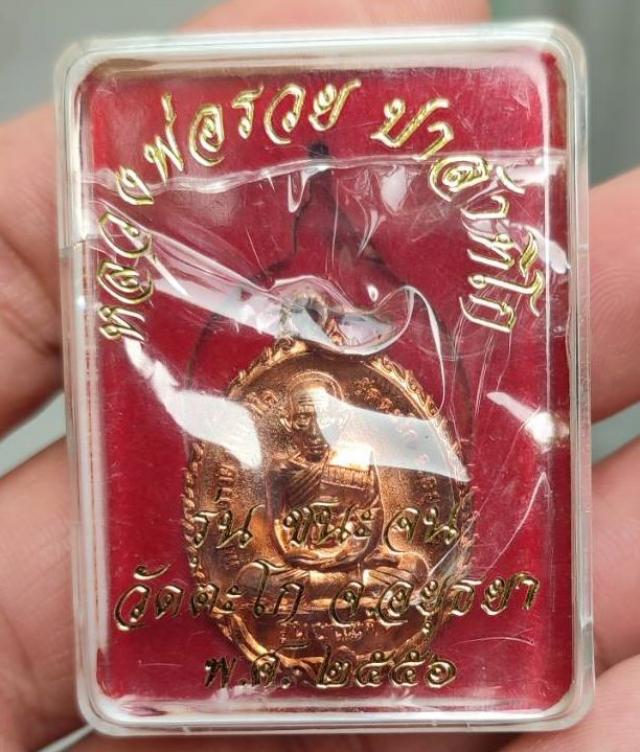 หลวงพ่อรวย ปาสาทิโก
รุ่น ชนะจน
วัดตะโก จ.อยุธยา
พ.ศ. ๒๕๕๑